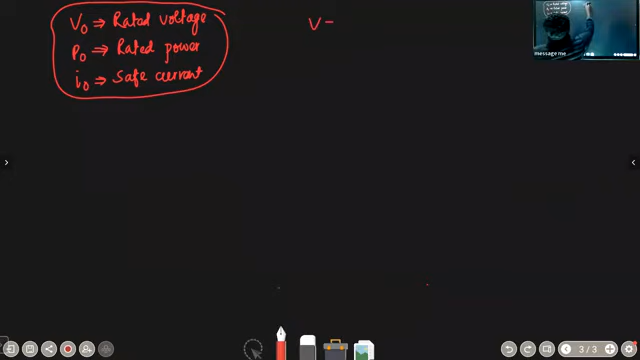 V₀ ⇒ Rated voltage
P₀ ⇒ Rated power
i₀ ⇒ Safe current
V –
message me
3/3